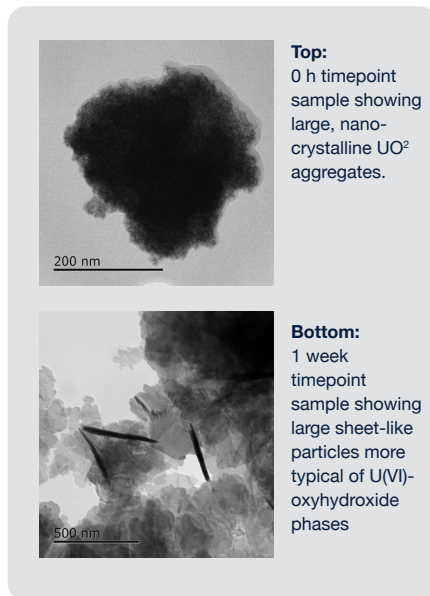 Top:
0 h timepoint
sample showing
large, nano-
crystalline UO²
aggregates.
200 nm
Bottom:
1 week
timepoint
sample showing
large sheet-like
particles more
typical of U(VI)-
oxyhydroxide
phases
500 nm